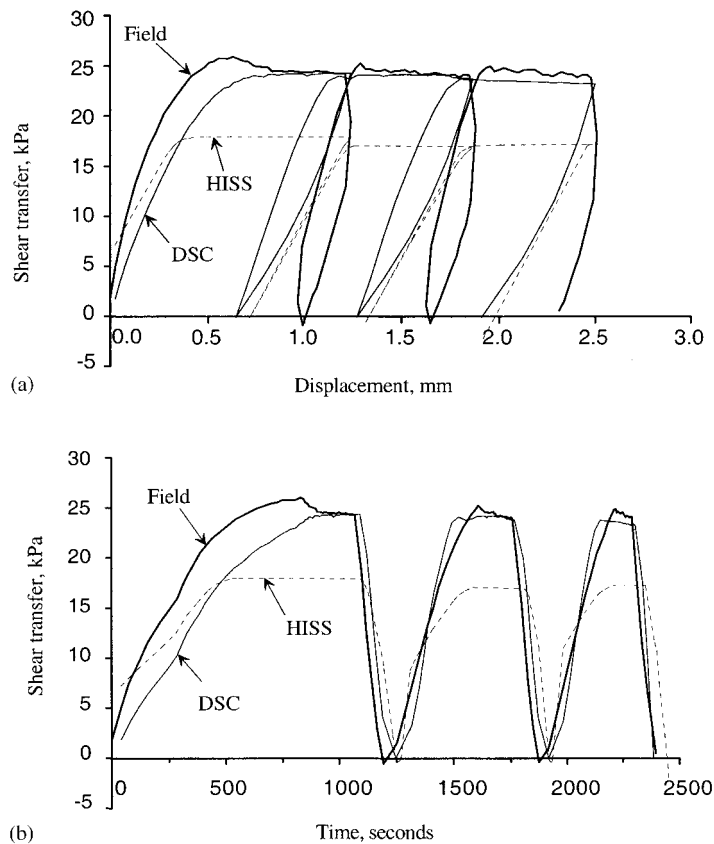 30
25
20
15
10
5
0
-5
Shear transfer, kPa
Field
HISS
DSC
0.0 0.5 1.0 1.5 2.0 2.5 3.0
(a)
Displacement, mm
30
25
20
15
10
5
0
-5
Shear transfer, kPa
Field
HISS
DSC
0 500 1000 1500 2000 2500
(b)
Time, seconds